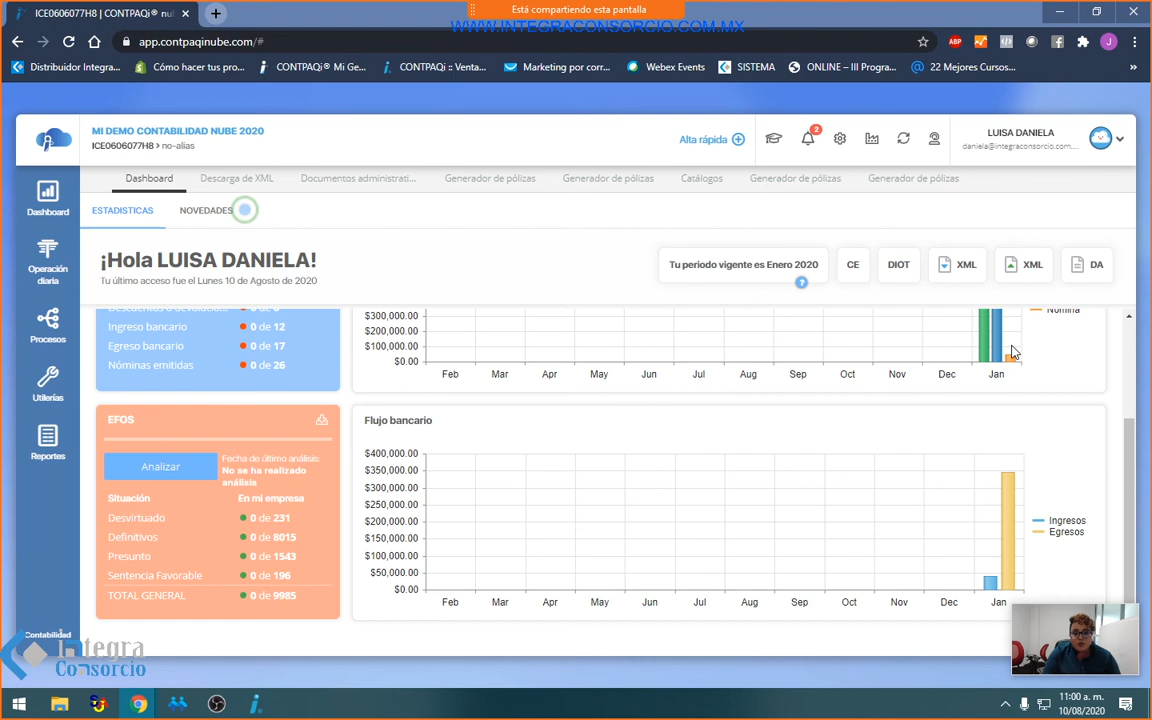 Está compartiendo esta pantalla
ICE0606077H8 | CONTPAQi® nu
WWW.INTEGRACONSORCIO.COM.MX
app.contpaqinube.com/#
ABP
J
Distribuidor Integra...
Cómo hacer tus pro...
CONTPAQi® Mi Ge...
CONTPAQi :: Venta...
Marketing por corr...
Webex Events
SISTEMA
ONLINE – III Progra...
22 Mejores Cursos...
»
MI DEMO CONTABILIDAD NUBE 2020
ICE0606077H8 > no-alias
Alta rápida
2
LUISA DANIELA
daniela@integraconsorcio.com....
Dashboard
Descarga de XML
Documentos administrati...
Generador de pólizas
Generador de pólizas
Catálogos
Generador de pólizas
Generador de pólizas
ESTADISTICAS
NOVEDADES
Dashboard
Operación
diaria
Procesos
Utilerías
Reportes
Contabilidad
¡Hola LUISA DANIELA!
Tu último acceso fue el Lunes 10 de Agosto de 2020
Tu periodo vigente es Enero 2020
?
CE
DIOT
XML
XML
DA
Ingreso bancario 0 de 12
Egreso bancario 0 de 17
Nóminas emitidas 0 de 26
$300,000.00
$200,000.00
$100,000.00
$0.00
Feb Mar Apr May Jun Jul Aug Sep Oct Nov Dec Jan
Nómina
EFOS
Analizar
Fecha de último análisis:
No se ha realizado
análisis
Situación En mi empresa
Desvirtuado 0 de 231
Definitivos 0 de 8015
Presunto 0 de 1543
Sentencia Favorable 0 de 196
TOTAL GENERAL 0 de 9985
Flujo bancario
$400,000.00
$350,000.00
$300,000.00
$250,000.00
$200,000.00
$150,000.00
$100,000.00
$50,000.00
$0.00
Feb Mar Apr May Jun Jul Aug Sep Oct Nov Dec Jan
Ingresos
Egresos
Integra
Consorcio
11:00 a. m.
10/08/2020